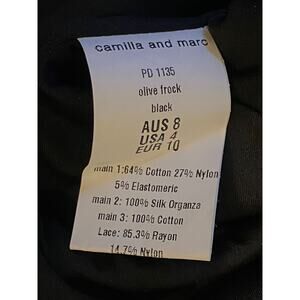 camilla and marc
PD 1135
olive frock
black
AUS 8
USA 4
EUR 10
main 1:64% Cotton 27% Nylon
5% Elastomeric
main 2: 100% Silk Organza
main 3: 100% Cotton
Lace: 85.3% Rayon
14.7% Nylon